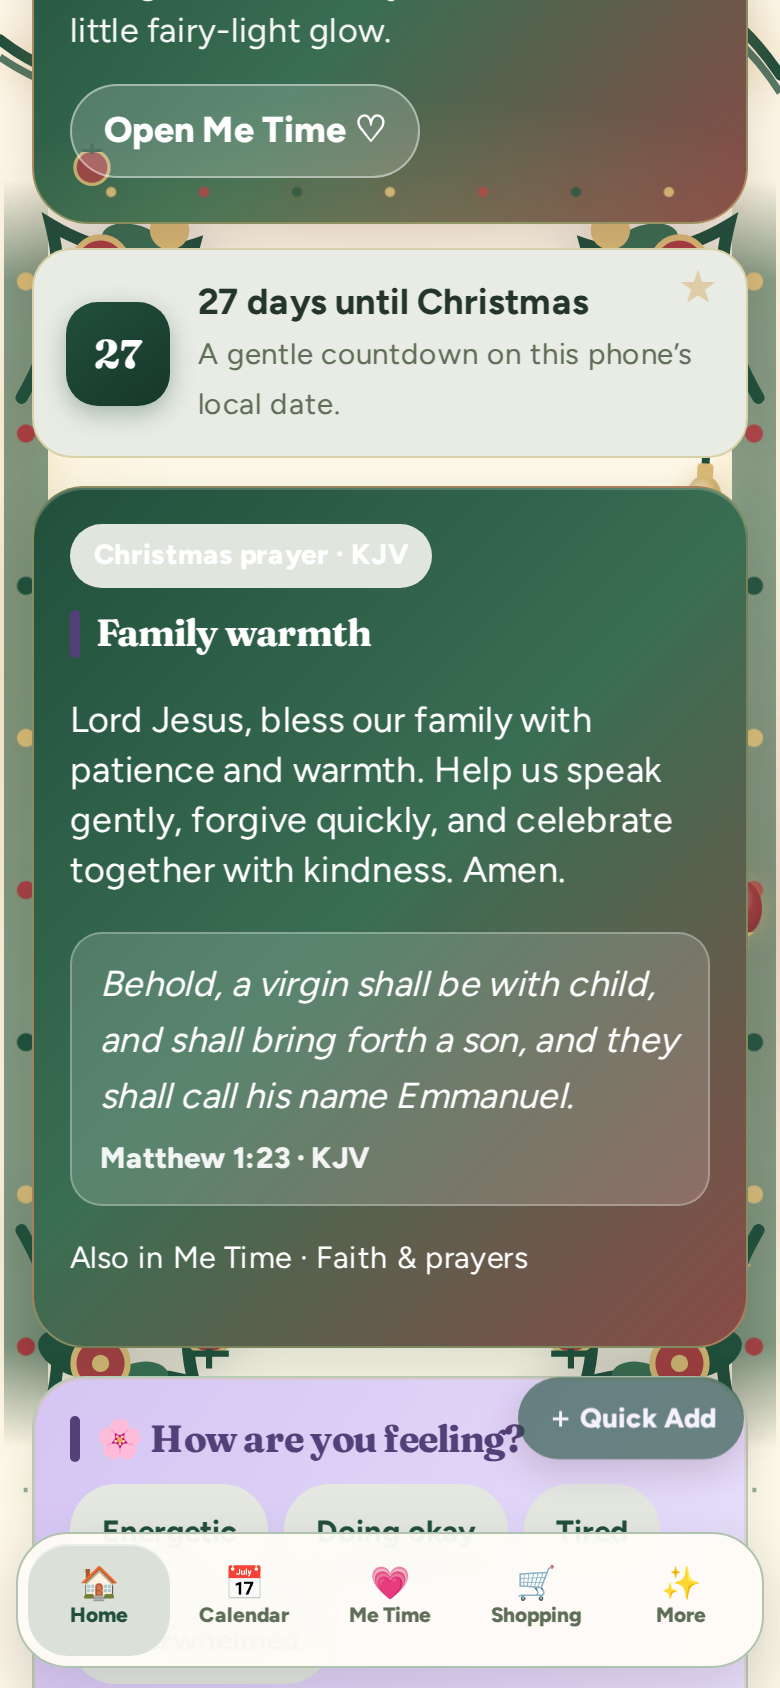 little fairy-light glow.
Open Me Time ♡
27
27 days until Christmas
A gentle countdown on this phone’s
local date.
Christmas prayer · KJV
Family warmth
Lord Jesus, bless our family with
patience and warmth. Help us speak
gently, forgive quickly, and celebrate
together with kindness. Amen.
Behold, a virgin shall be with child,
and shall bring forth a son, and they
shall call his name Emmanuel.
Matthew 1:23 · KJV
Also in Me Time · Faith & prayers
+ Quick Add
🌸 How are you feeling?
Energetic Doing okay Tired
Home Calendar Me Time Shopping More